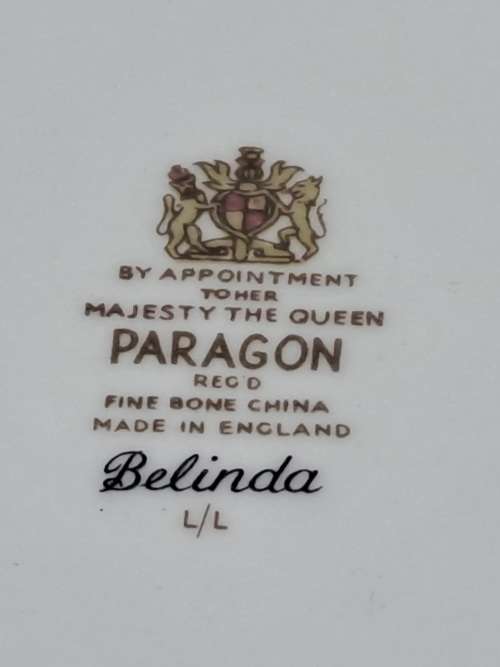 BY APPOINTMENT
TO HER
MAJESTY THE QUEEN
PARAGON
REG'D
FINE BONE CHINA
MADE IN ENGLAND
Belinda
L/L